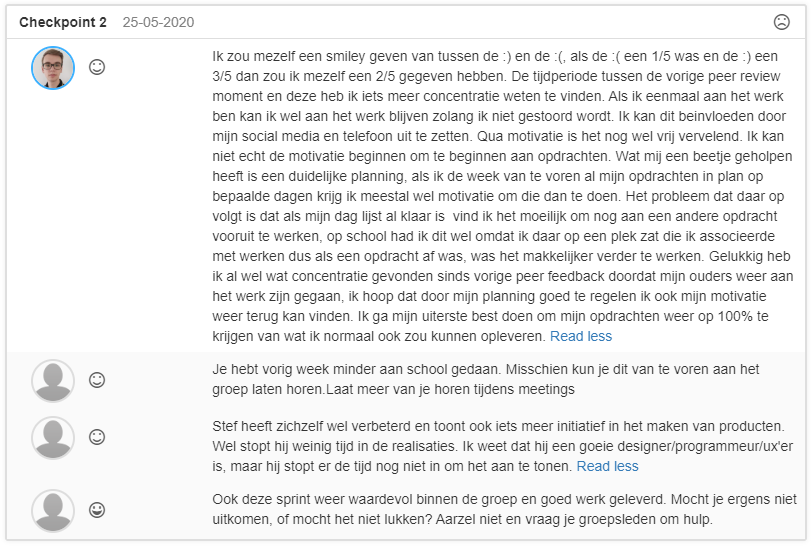 Checkpoint 2 25-05-2020
Ik zou mezelf een smiley geven van tussen de :) en de :(, als de :( een 1/5 was en de :) een
3/5 dan zou ik mezelf een 2/5 gegeven hebben. De tijdperiode tussen de vorige peer review
moment en deze heb ik iets meer concentratie weten te vinden. Als ik eenmaal aan het werk
ben kan ik wel aan het werk blijven zolang ik niet gestoord wordt. Ik kan dit beinvloeden door
mijn social media en telefoon uit te zetten. Qua motivatie is het nog wel vrij vervelend. Ik kan
niet echt de motivatie beginnen om te beginnen aan opdrachten. Wat mij een beetje geholpen
heeft is een duidelijke planning, als ik de week van te voren al mijn opdrachten in plan op
bepaalde dagen krijg ik meestal wel motivatie om die dan te doen. Het probleem dat daar op
volgt is dat als mijn dag lijst al klaar is  vind ik het moeilijk om nog aan een andere opdracht
vooruit te werken, op school had ik dit wel omdat ik daar op een plek zat die ik associeerde
met werken dus als een opdracht af was, was het makkelijker verder te werken. Gelukkig heb
ik al wel wat concentratie gevonden sinds vorige peer feedback doordat mijn ouders weer aan
het werk zijn gegaan, ik hoop dat door mijn planning goed te regelen ik ook mijn motivatie
weer terug kan vinden. Ik ga mijn uiterste best doen om mijn opdrachten weer op 100% te
krijgen van wat ik normaal ook zou kunnen opleveren. Read less
Je hebt vorig week minder aan school gedaan. Misschien kun je dit van te voren aan het
groep laten horen.Laat meer van je horen tijdens meetings
Stef heeft zichzelf wel verbeterd en toont ook iets meer initiatief in het maken van producten.
Wel stopt hij weinig tijd in de realisaties. Ik weet dat hij een goeie designer/programmeur/ux'er
is, maar hij stopt er de tijd nog niet in om het aan te tonen. Read less
Ook deze sprint weer waardevol binnen de groep en goed werk geleverd. Mocht je ergens niet
uitkomen, of mocht het niet lukken? Aarzel niet en vraag je groepsleden om hulp.